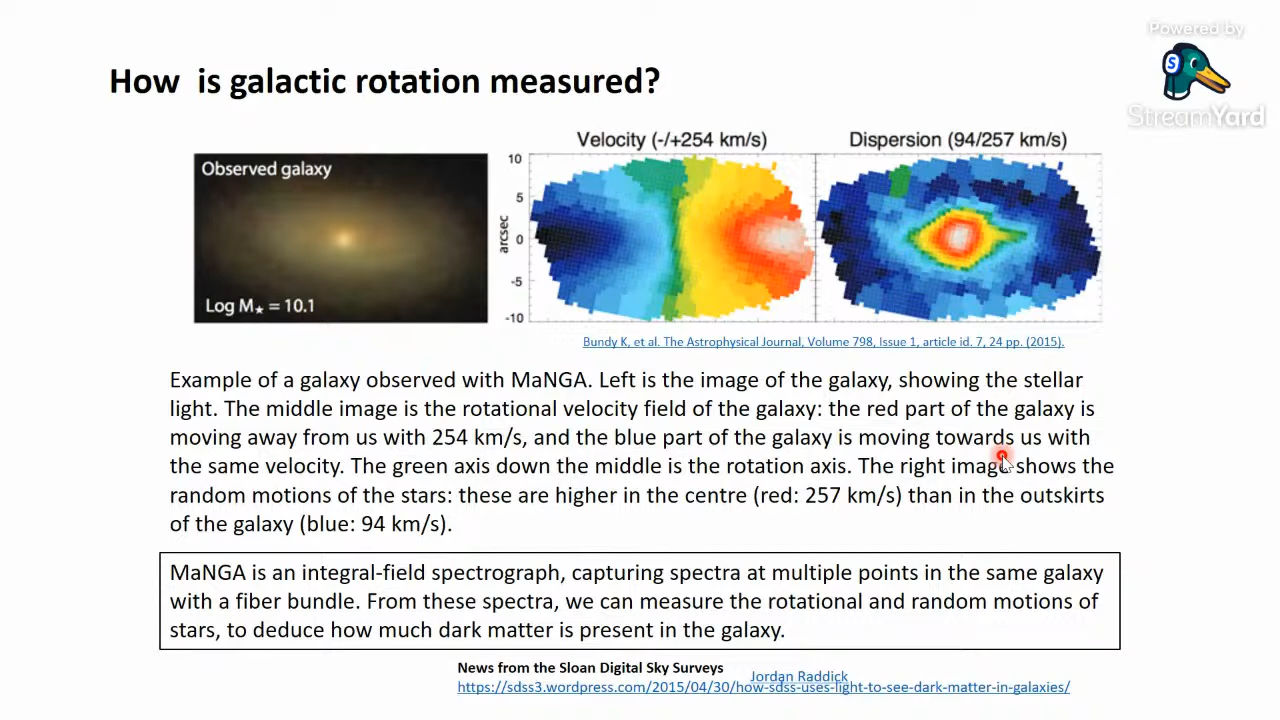 Powered by
StreamYard
How is galactic rotation measured?
Observed galaxy
Log M★ = 10.1
Velocity (-/+254 km/s)
Dispersion (94/257 km/s)
10
5
0
-5
-10
arcsec
Bundy K, et al. The Astrophysical Journal, Volume 798, Issue 1, article id. 7, 24 pp. (2015).
Example of a galaxy observed with MaNGA. Left is the image of the galaxy, showing the stellar
light. The middle image is the rotational velocity field of the galaxy: the red part of the galaxy is
moving away from us with 254 km/s, and the blue part of the galaxy is moving towards us with
the same velocity. The green axis down the middle is the rotation axis. The right image shows the
random motions of the stars: these are higher in the centre (red: 257 km/s) than in the outskirts
of the galaxy (blue: 94 km/s).
MaNGA is an integral-field spectrograph, capturing spectra at multiple points in the same galaxy
with a fiber bundle. From these spectra, we can measure the rotational and random motions of
stars, to deduce how much dark matter is present in the galaxy.
News from the Sloan Digital Sky Surveys
Jordan Raddick
https://sdss3.wordpress.com/2015/04/30/how-sdss-uses-light-to-see-dark-matter-in-galaxies/